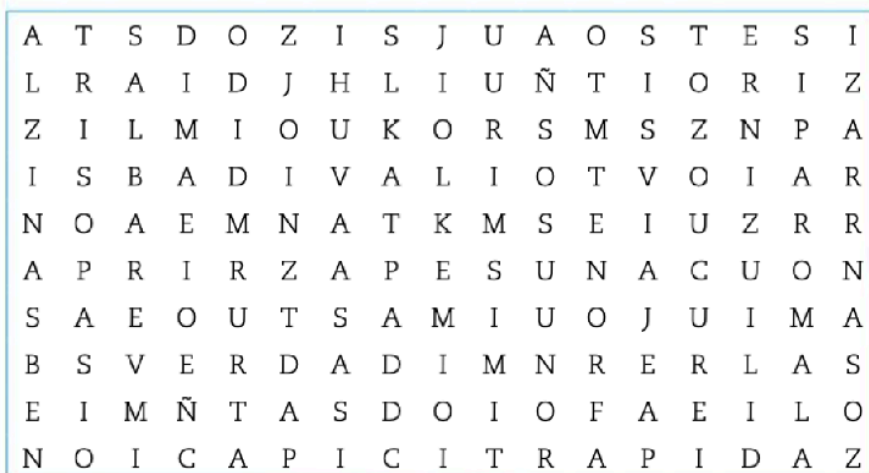 A T S D O Z I S J U A O S T E S I
L R A I D J H L I U Ñ T I O R I Z
Z I L M I O U K O R S M S Z N P A
I S B A D I V A L I O T V O I A R
N O A E M N A T K M S E I U Z R R
A P R I R Z A P E S U N A C U O N
S A E O U T S A M I U O J U I M A
B S V E R D A D I M N R E R L A S
E I M Ñ T A S D O I O F A E I L O
N O I C A P I C I T R A P I D A Z